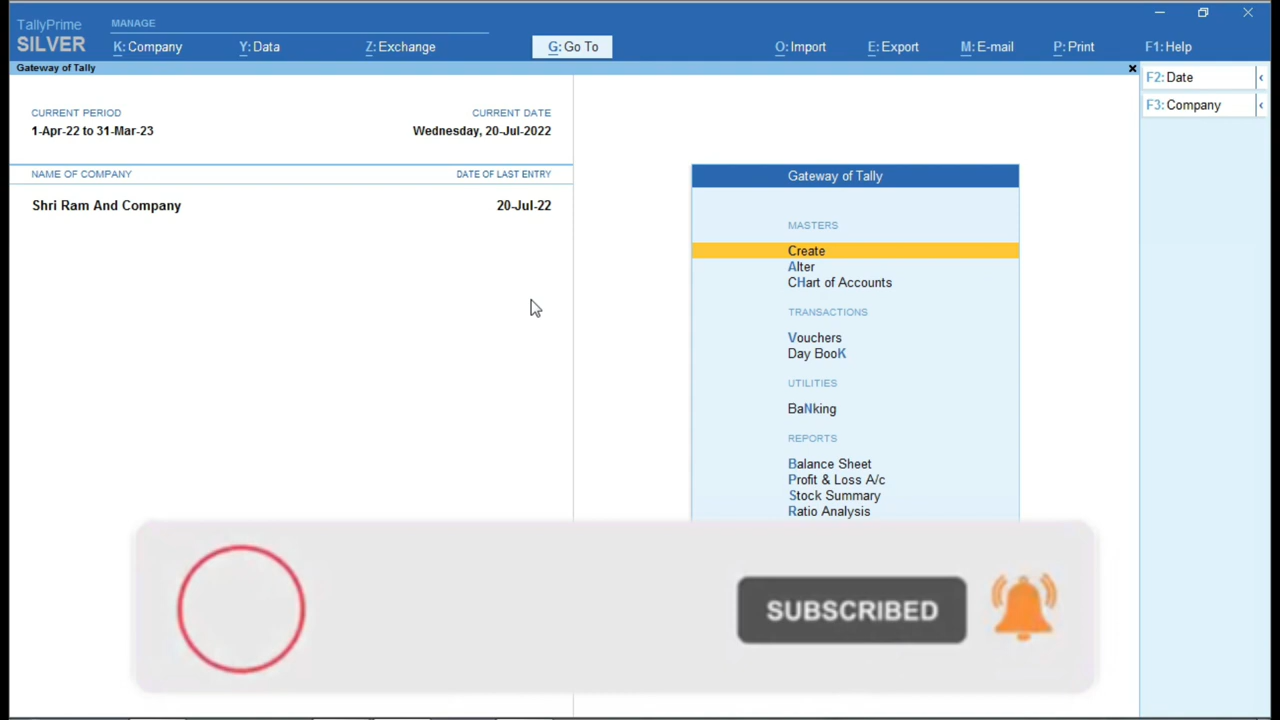 TallyPrime
SILVER
MANAGE
K: Company
Y: Data
Z: Exchange
G: Go To
O: Import
E: Export
M: E-mail
P: Print
F1: Help
Gateway of Tally
F2: Date
F3: Company
CURRENT PERIOD
CURRENT DATE
1-Apr-22 to 31-Mar-23
Wednesday, 20-Jul-2022
NAME OF COMPANY
DATE OF LAST ENTRY
Shri Ram And Company
20-Jul-22
Gateway of Tally
MASTERS
Create
Alter
CHart of Accounts
TRANSACTIONS
Vouchers
Day BooK
UTILITIES
BaNking
REPORTS
Balance Sheet
Profit & Loss A/c
Stock Summary
Ratio Analysis
SUBSCRIBED